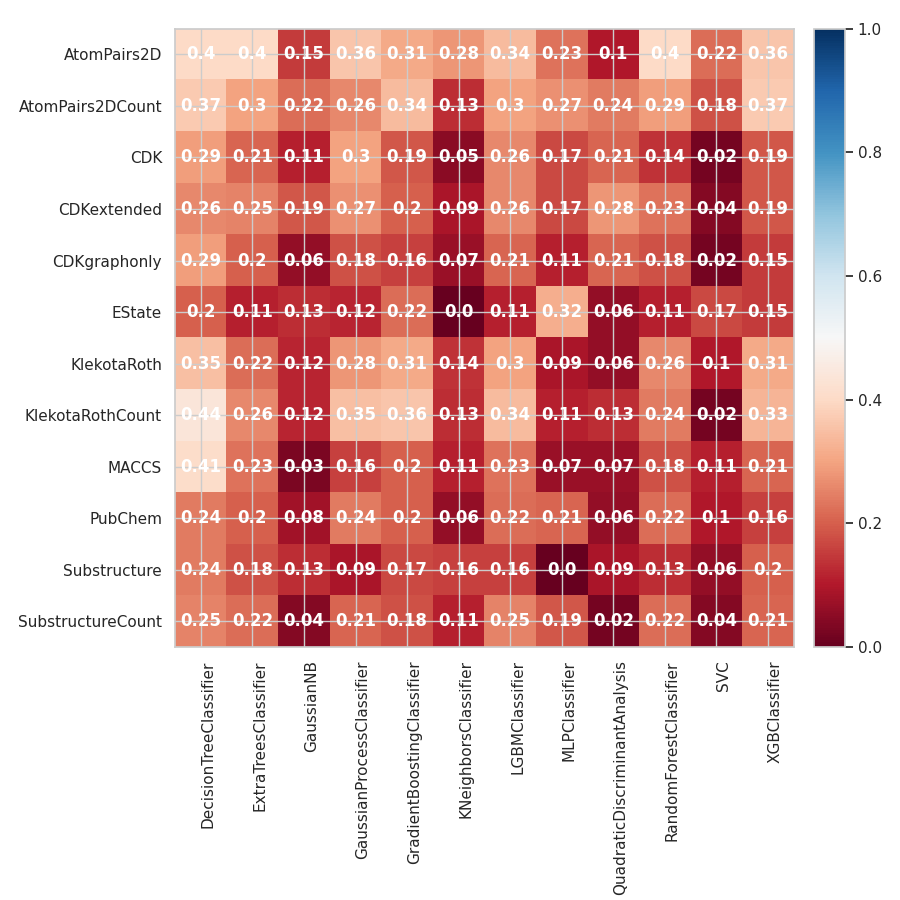 AtomPairs2D 0.4 0.4 0.15 0.36 0.31 0.28 0.34 0.23 0.1 0.4 0.22 0.36
AtomPairs2DCount 0.37 0.3 0.22 0.26 0.34 0.13 0.3 0.27 0.24 0.29 0.18 0.37
CDK 0.29 0.21 0.11 0.3 0.19 0.05 0.26 0.17 0.21 0.14 0.02 0.19
CDKextended 0.26 0.25 0.19 0.27 0.2 0.09 0.26 0.17 0.28 0.23 0.04 0.19
CDKgraphonly 0.29 0.2 0.06 0.18 0.16 0.07 0.21 0.11 0.21 0.18 0.02 0.15
EState 0.2 0.11 0.13 0.12 0.22 0.0 0.11 0.32 0.06 0.11 0.17 0.15
KlekotaRoth 0.35 0.22 0.12 0.28 0.31 0.14 0.3 0.09 0.06 0.26 0.1 0.31
KlekotaRothCount 0.44 0.26 0.12 0.35 0.36 0.13 0.34 0.11 0.13 0.24 0.02 0.33
MACCS 0.41 0.23 0.03 0.16 0.2 0.11 0.23 0.07 0.07 0.18 0.11 0.21
PubChem 0.24 0.2 0.08 0.24 0.2 0.06 0.22 0.21 0.06 0.22 0.1 0.16
Substructure 0.24 0.18 0.13 0.09 0.17 0.16 0.16 0.0 0.09 0.13 0.06 0.2
SubstructureCount 0.25 0.22 0.04 0.21 0.18 0.11 0.25 0.19 0.02 0.22 0.04 0.21
DecisionTreeClassifier
ExtraTreesClassifier
GaussianNB
GaussianProcessClassifier
GradientBoostingClassifier
KNeighborsClassifier
LGBMClassifier
MLPClassifier
QuadraticDiscriminantAnalysis
RandomForestClassifier
SVC
XGBClassifier
1.0
0.8
0.6
0.4
0.2
0.0